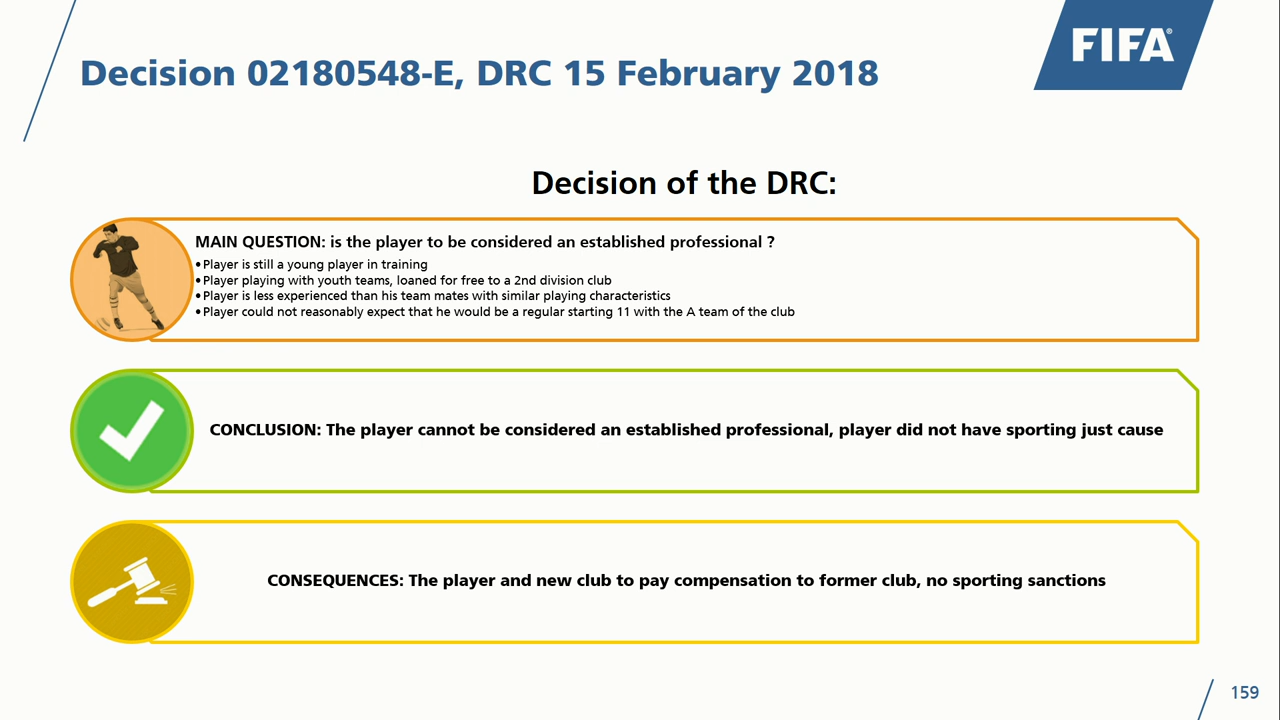 FIFA®
Decision 02180548-E, DRC 15 February 2018
Decision of the DRC:
MAIN QUESTION: is the player to be considered an established professional ?
•Player is still a young player in training
•Player playing with youth teams, loaned for free to a 2nd division club
•Player is less experienced than his team mates with similar playing characteristics
•Player could not reasonably expect that he would be a regular starting 11 with the A team of the club
CONCLUSION: The player cannot be considered an established professional, player did not have sporting just cause
CONSEQUENCES: The player and new club to pay compensation to former club, no sporting sanctions
159